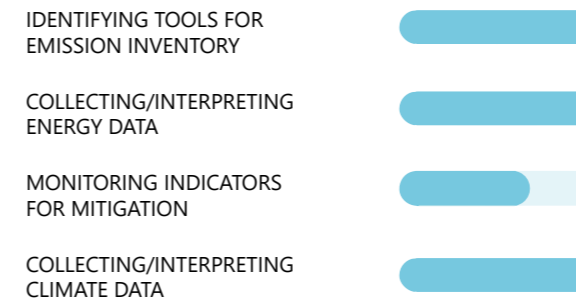 IDENTIFYING TOOLS FOR
EMISSION INVENTORY
COLLECTING/INTERPRETING
ENERGY DATA
MONITORING INDICATORS
FOR MITIGATION
COLLECTING/INTERPRETING
CLIMATE DATA